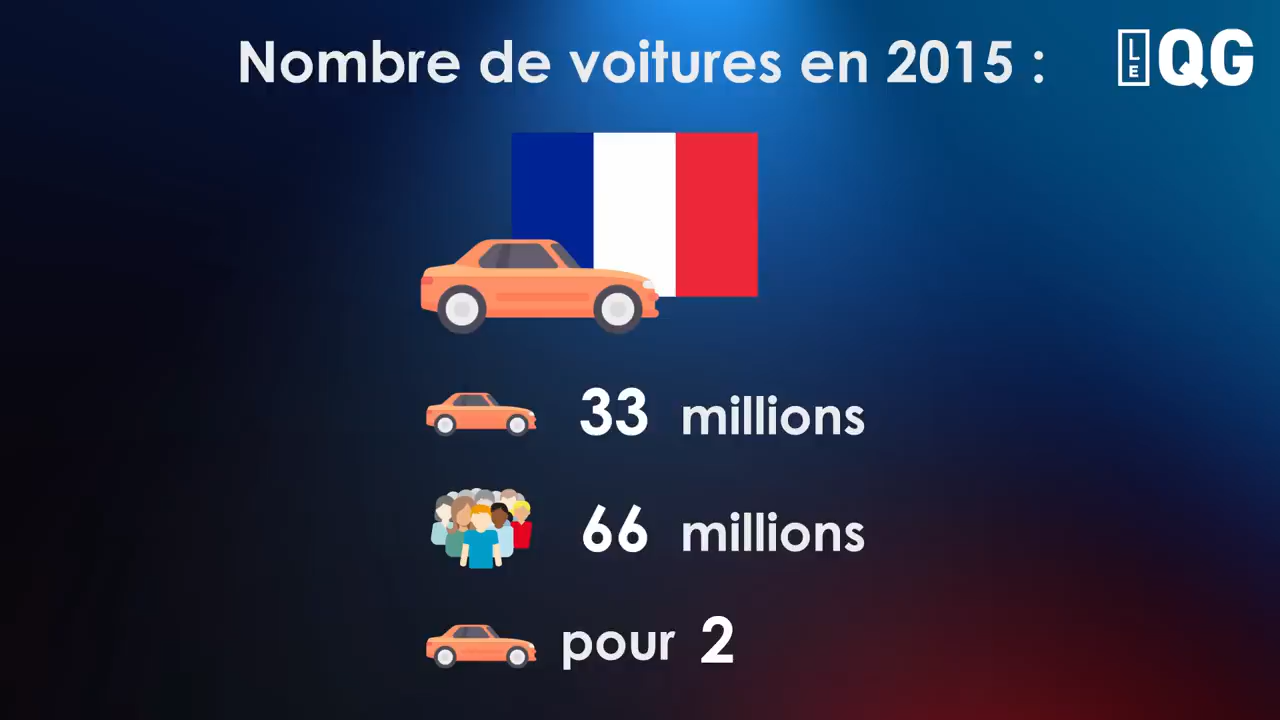 Nombre de voitures en 2015 :
LE QG
33 millions
66 millions
pour 2